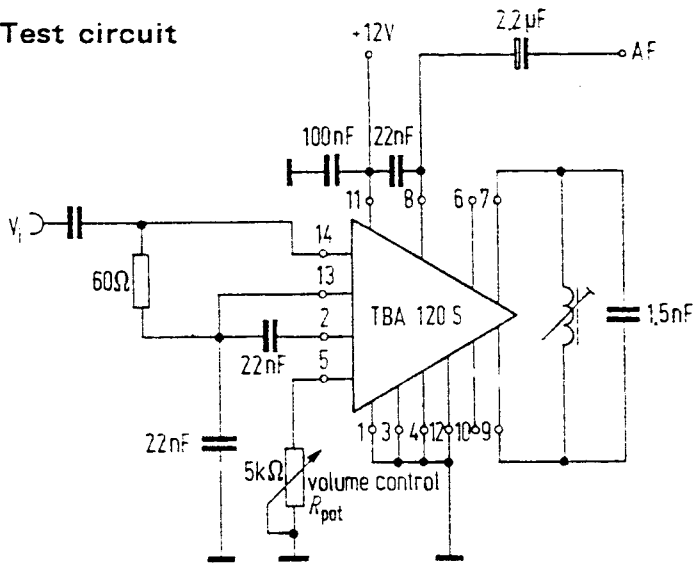 Test circuit
+12V
2,2µF
AF
100nF
22nF
11
8
6
7
Vi
14
60Ω
13
2
22nF
5
TBA 120 S
1,5nF
1
3
4
12
10
9
22nF
5kΩ
volume control
Rpot